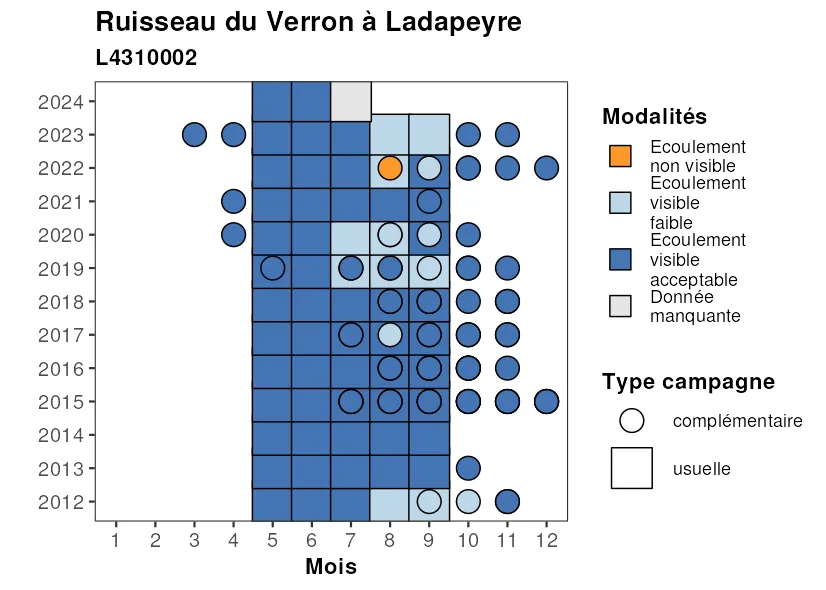 Ruisseau du Verron à Ladapeyre
L4310002
2024
2023
2022
2021
2020
2019
2018
2017
2016
2015
2014
2013
2012
1 2 3 4 5 6 7 8 9 10 11 12
Mois
Modalités
Ecoulement
non visible
Ecoulement
visible
faible
Ecoulement
visible
acceptable
Donnée
manquante
Type campagne
complémentaire
usuelle